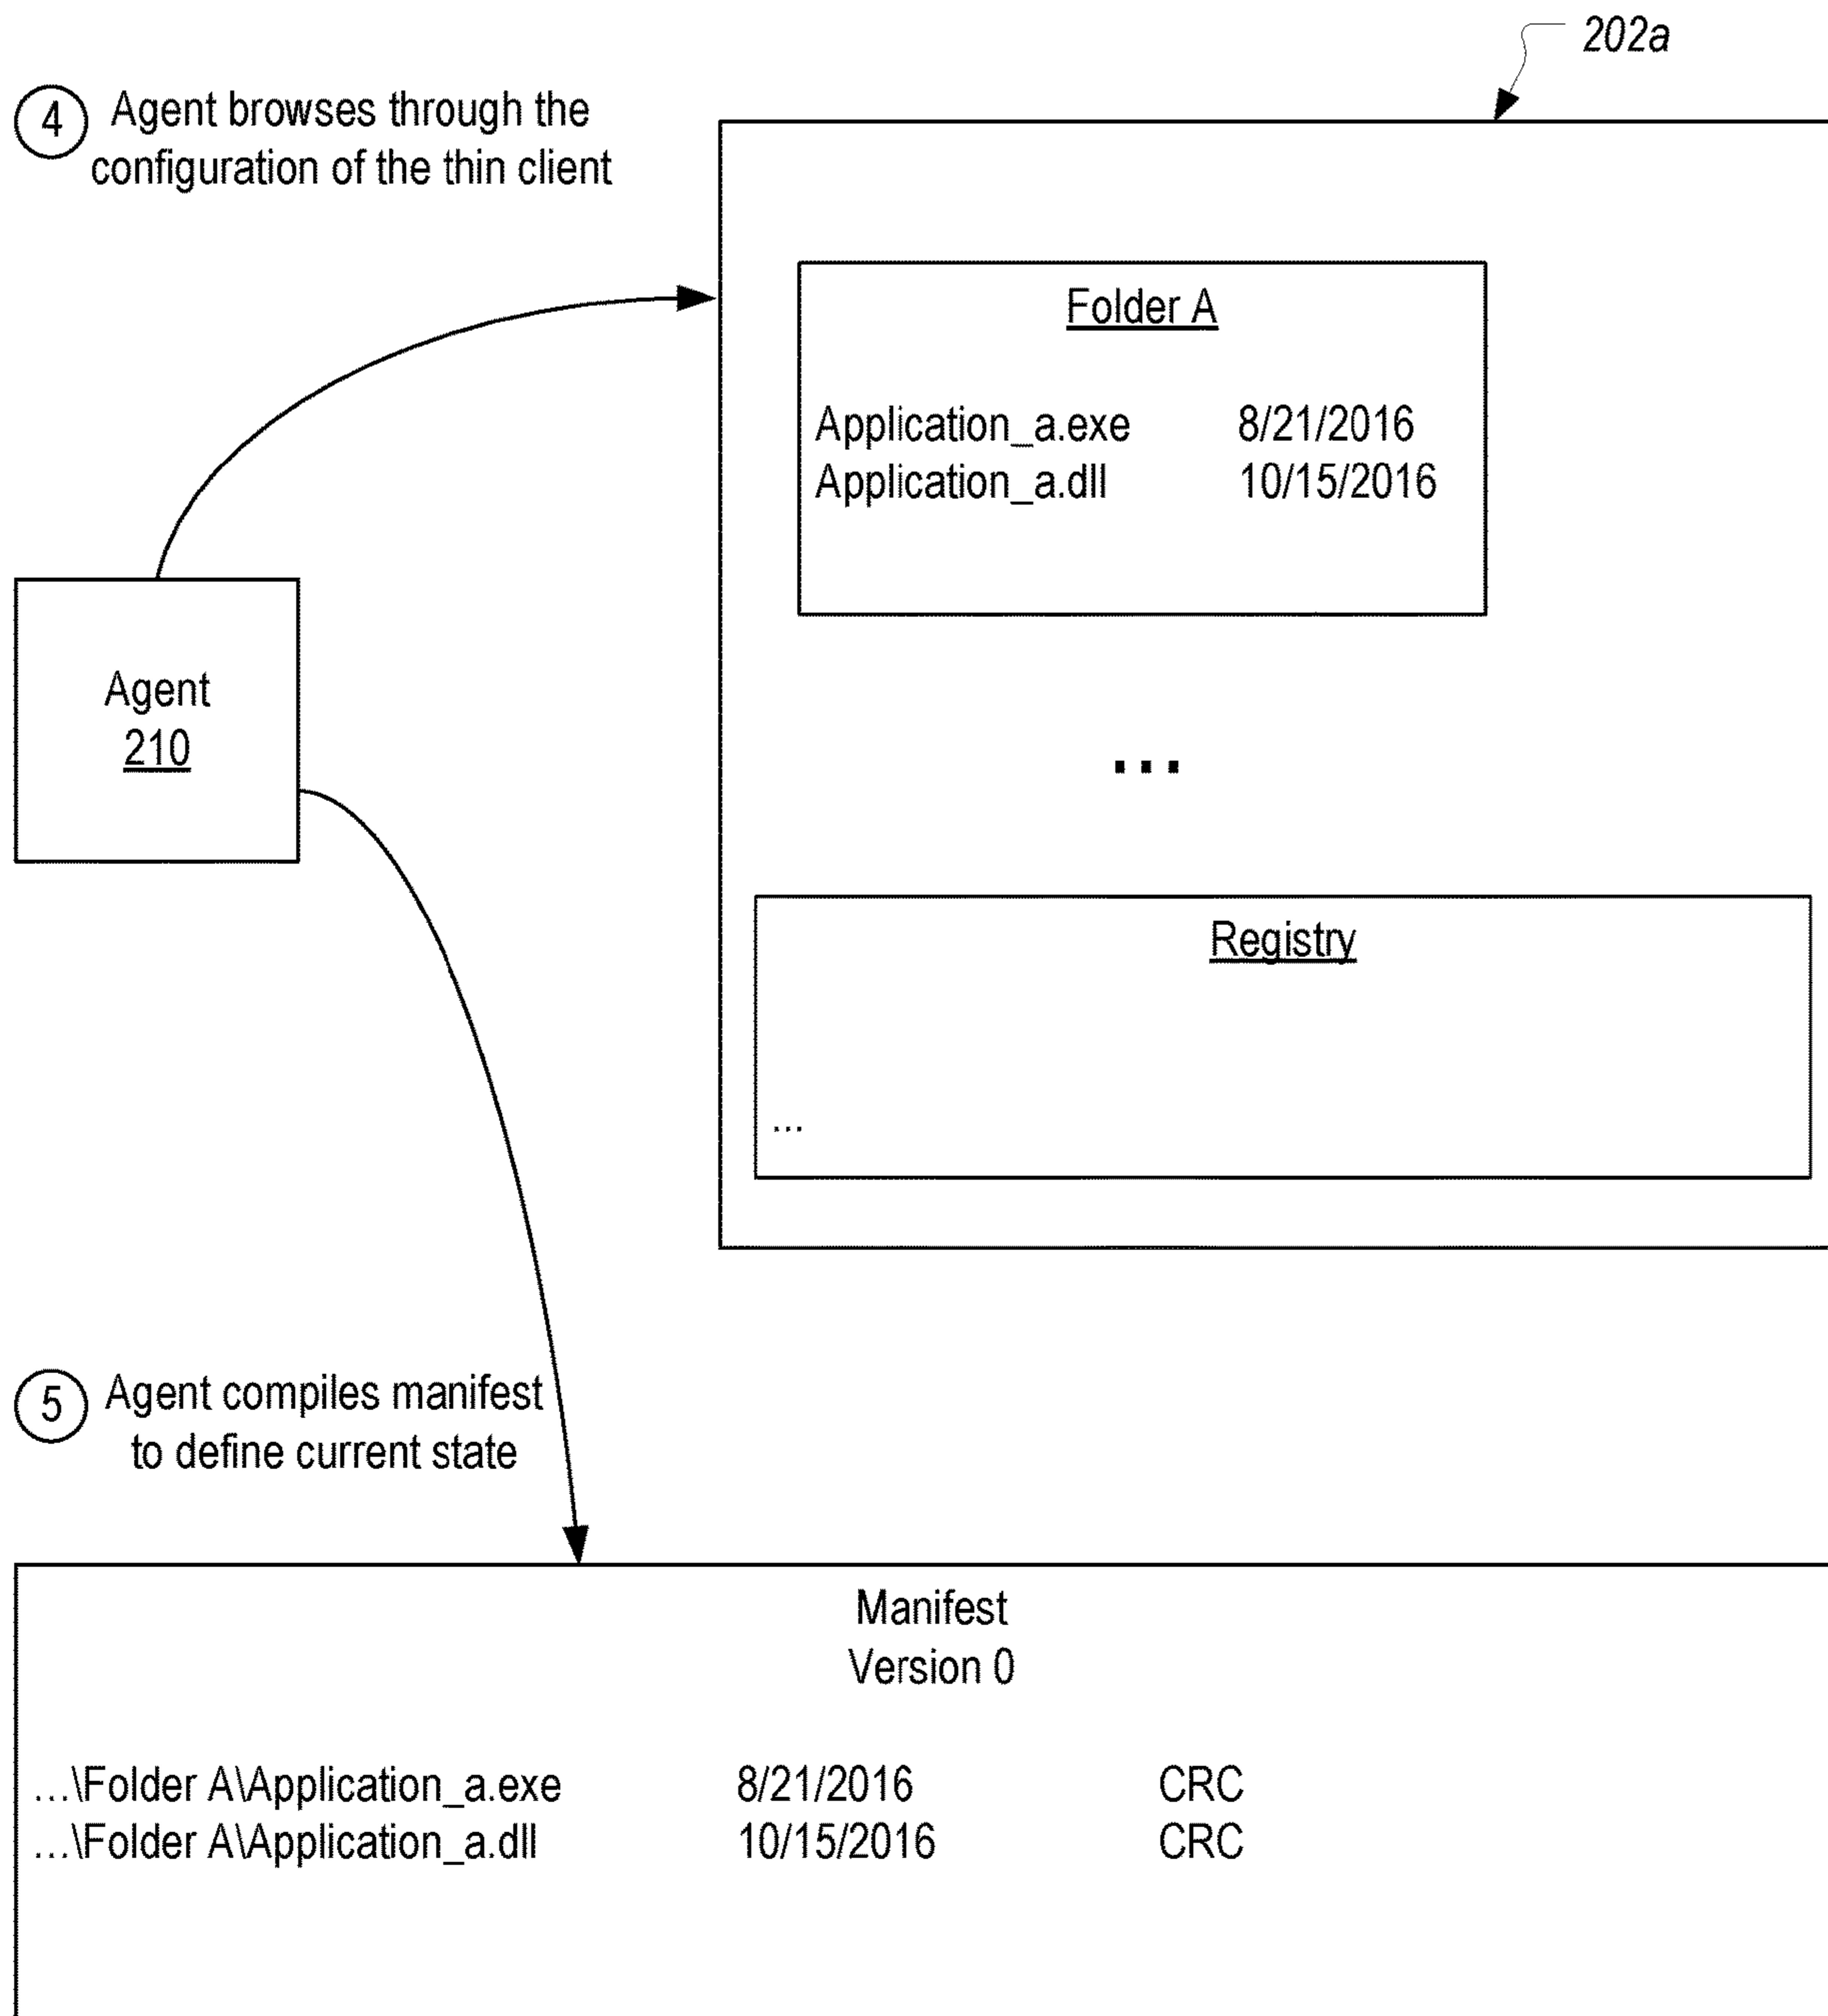 202a
4 Agent browses through the
configuration of the thin client
Folder A
Application_a.exe 8/21/2016
Application_a.dll 10/15/2016
Agent
210
...
Registry
...
5 Agent compiles manifest
to define current state
Manifest
Version 0
...\Folder A\Application_a.exe 8/21/2016 CRC
...\Folder A\Application_a.dll 10/15/2016 CRC